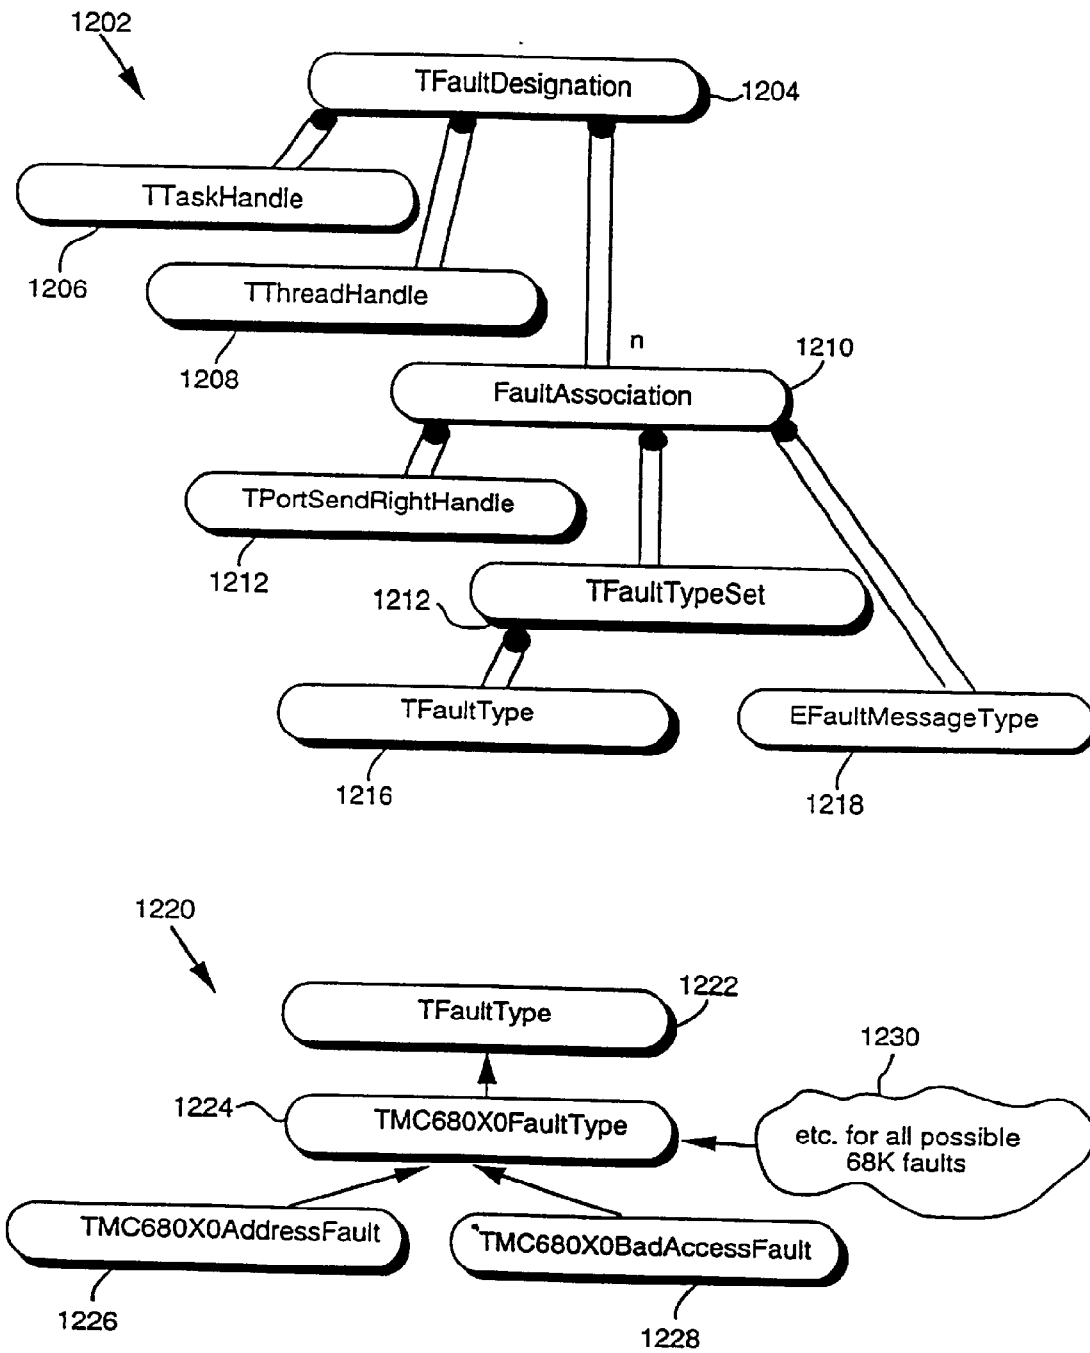 1202
TFaultDesignation
1204
TTaskHandle
1206
TThreadHandle
1208
n
1210
FaultAssociation
TPortSendRightHandle
1212
1212
TFaultTypeSet
TFaultType
1216
EFaultMessageType
1218
1220
TFaultType
1222
1230
1224
TMC680X0FaultType
etc. for all possible
68K faults
TMC680X0AddressFault
1226
TMC680X0BadAccessFault
1228